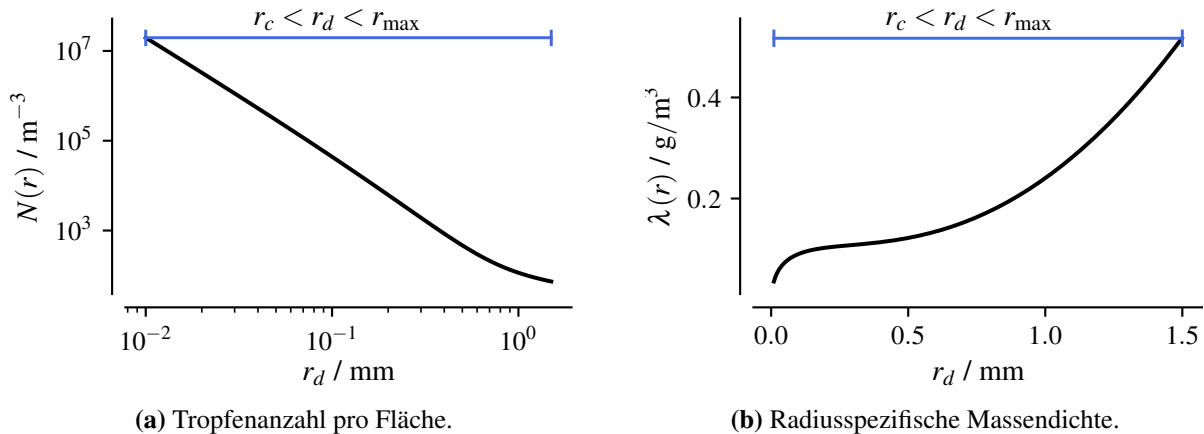 r_c < r_d < r_max
10^7
10^5
10^3
N(r) / m^−3
10^−2
10^−1
10^0
r_d / mm
(a) Tropfenanzahl pro Fläche.
r_c < r_d < r_max
0.4
0.2
λ(r) / g/m^3
0.0
0.5
1.0
1.5
r_d / mm
(b) Radiusspezifische Massendichte.